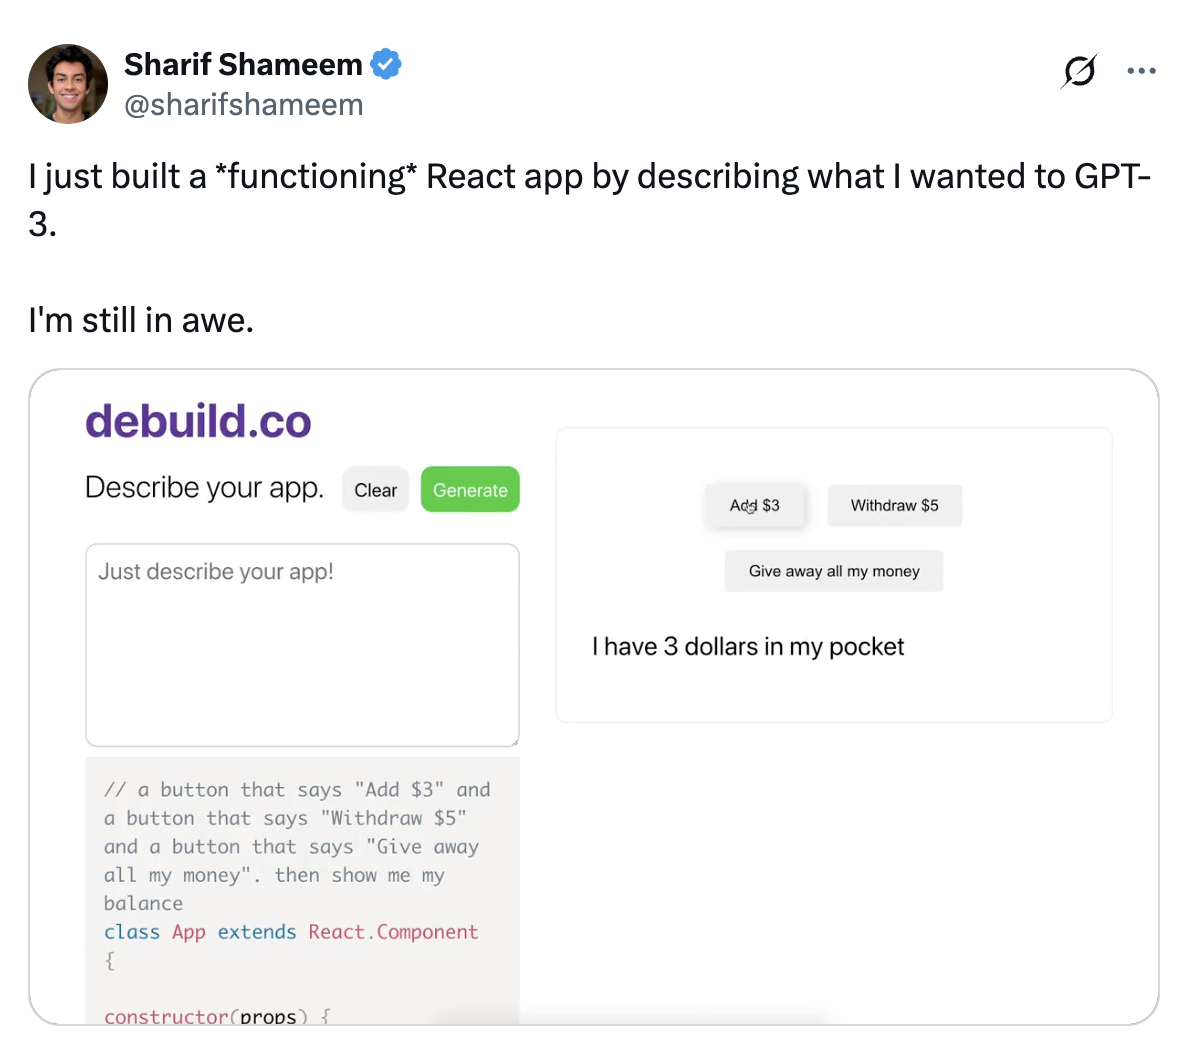 Sharif Shameem
@sharifshameem
I just built a *functioning* React app by describing what I wanted to GPT-
3.
I'm still in awe.
debuild.co
Describe your app.
Clear
Generate
Just describe your app!
// a button that says "Add $3" and
a button that says "Withdraw $5"
and a button that says "Give away
all my money". then show me my
balance
class App extends React.Component
{
constructor(props) {
Add $3
Withdraw $5
Give away all my money
I have 3 dollars in my pocket